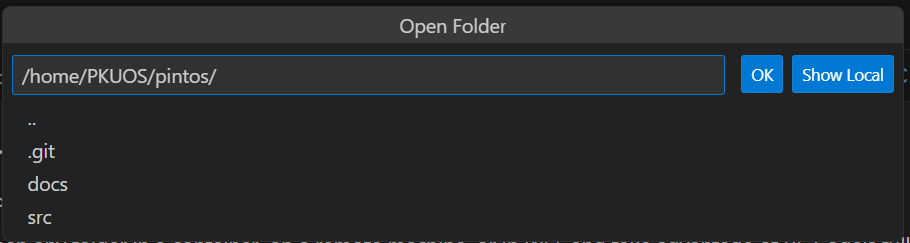 Open Folder
/home/PKUOS/pintos/
OK
Show Local
..
.git
docs
src